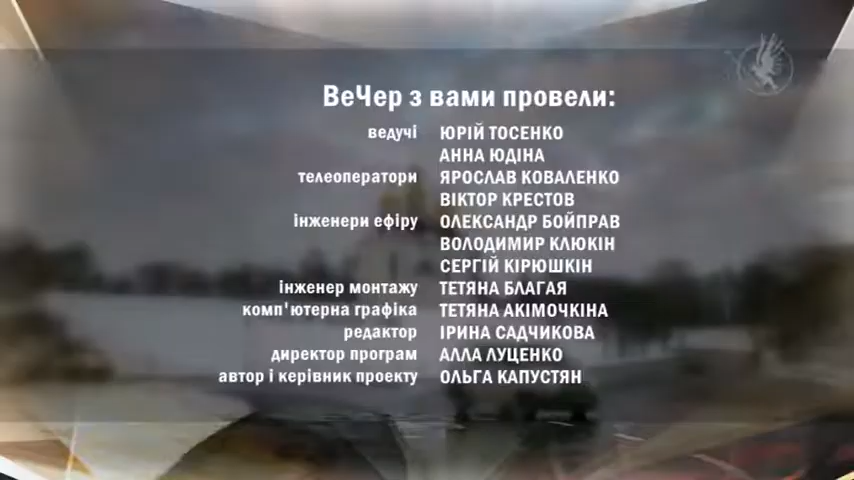 ВеЧер з вами провели:
ведучі ЮРІЙ ТОСЕНКО
АННА ЮДІНА
телеоператори ЯРОСЛАВ КОВАЛЕНКО
ВІКТОР КРЕСТОВ
інженери ефіру ОЛЕКСАНДР БОЙПРАВ
ВОЛОДИМИР КЛЮКІН
СЕРГІЙ КІРЮШКІН
інженер монтажу ТЕТЯНА БЛАГАЯ
комп'ютерна графіка ТЕТЯНА АКІМОЧКІНА
редактор ІРИНА САДЧИКОВА
директор програм АЛЛА ЛУЦЕНКО
автор і керівник проекту ОЛЬГА КАПУСТЯН